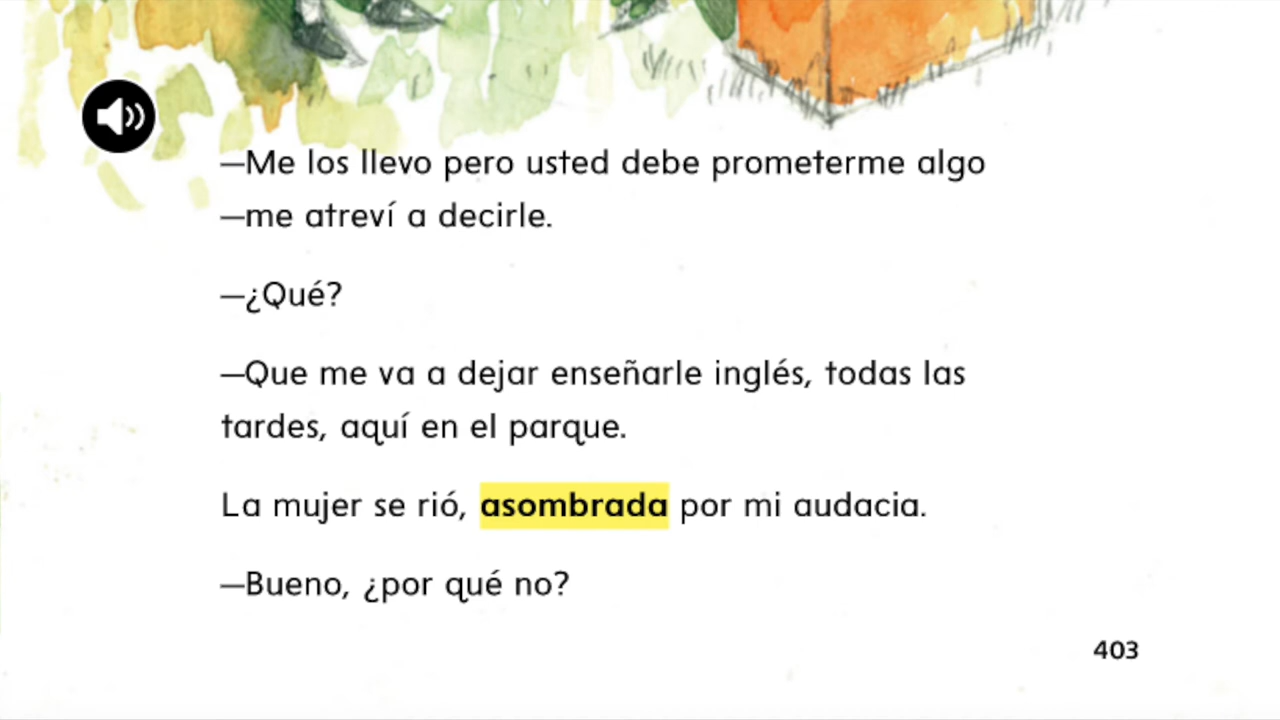 —Me los llevo pero usted debe prometerme algo
—me atreví a decirle.
—¿Qué?
—Que me va a dejar enseñarle inglés, todas las
tardes, aquí en el parque.
La mujer se rió, asombrada por mi audacia.
—Bueno, ¿por qué no?
403